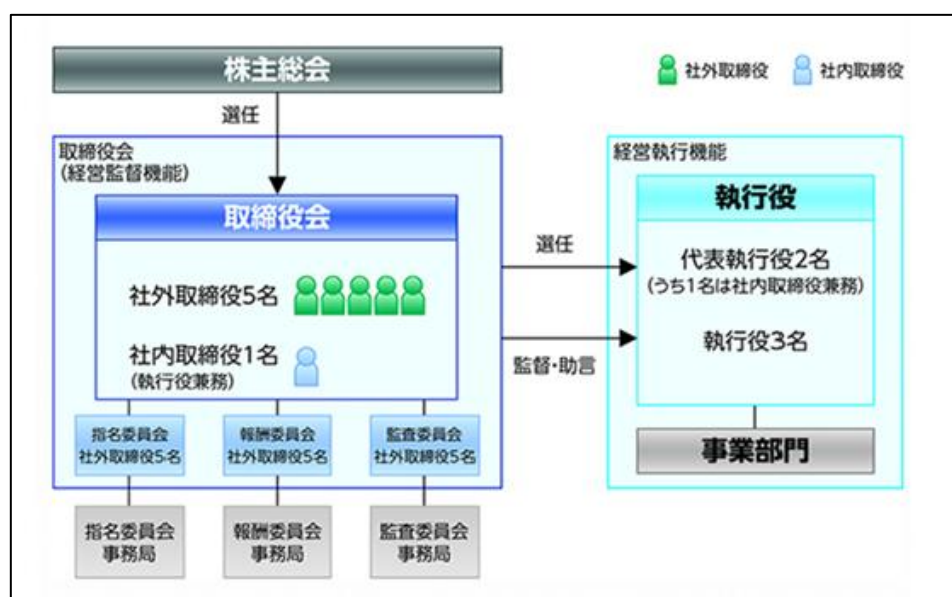 株主総会
社外取締役
社内取締役
選任
取締役会
(経営監督機能)
取締役会
社外取締役5名
社内取締役1名
(執行役兼務)
指名委員会
社外取締役5名
報酬委員会
社外取締役5名
監査委員会
社外取締役5名
指名委員会
事務局
報酬委員会
事務局
監査委員会
事務局
選任
監督・助言
経営執行機能
執行役
代表執行役2名
(うち1名は社内取締役兼務)
執行役3名
事業部門